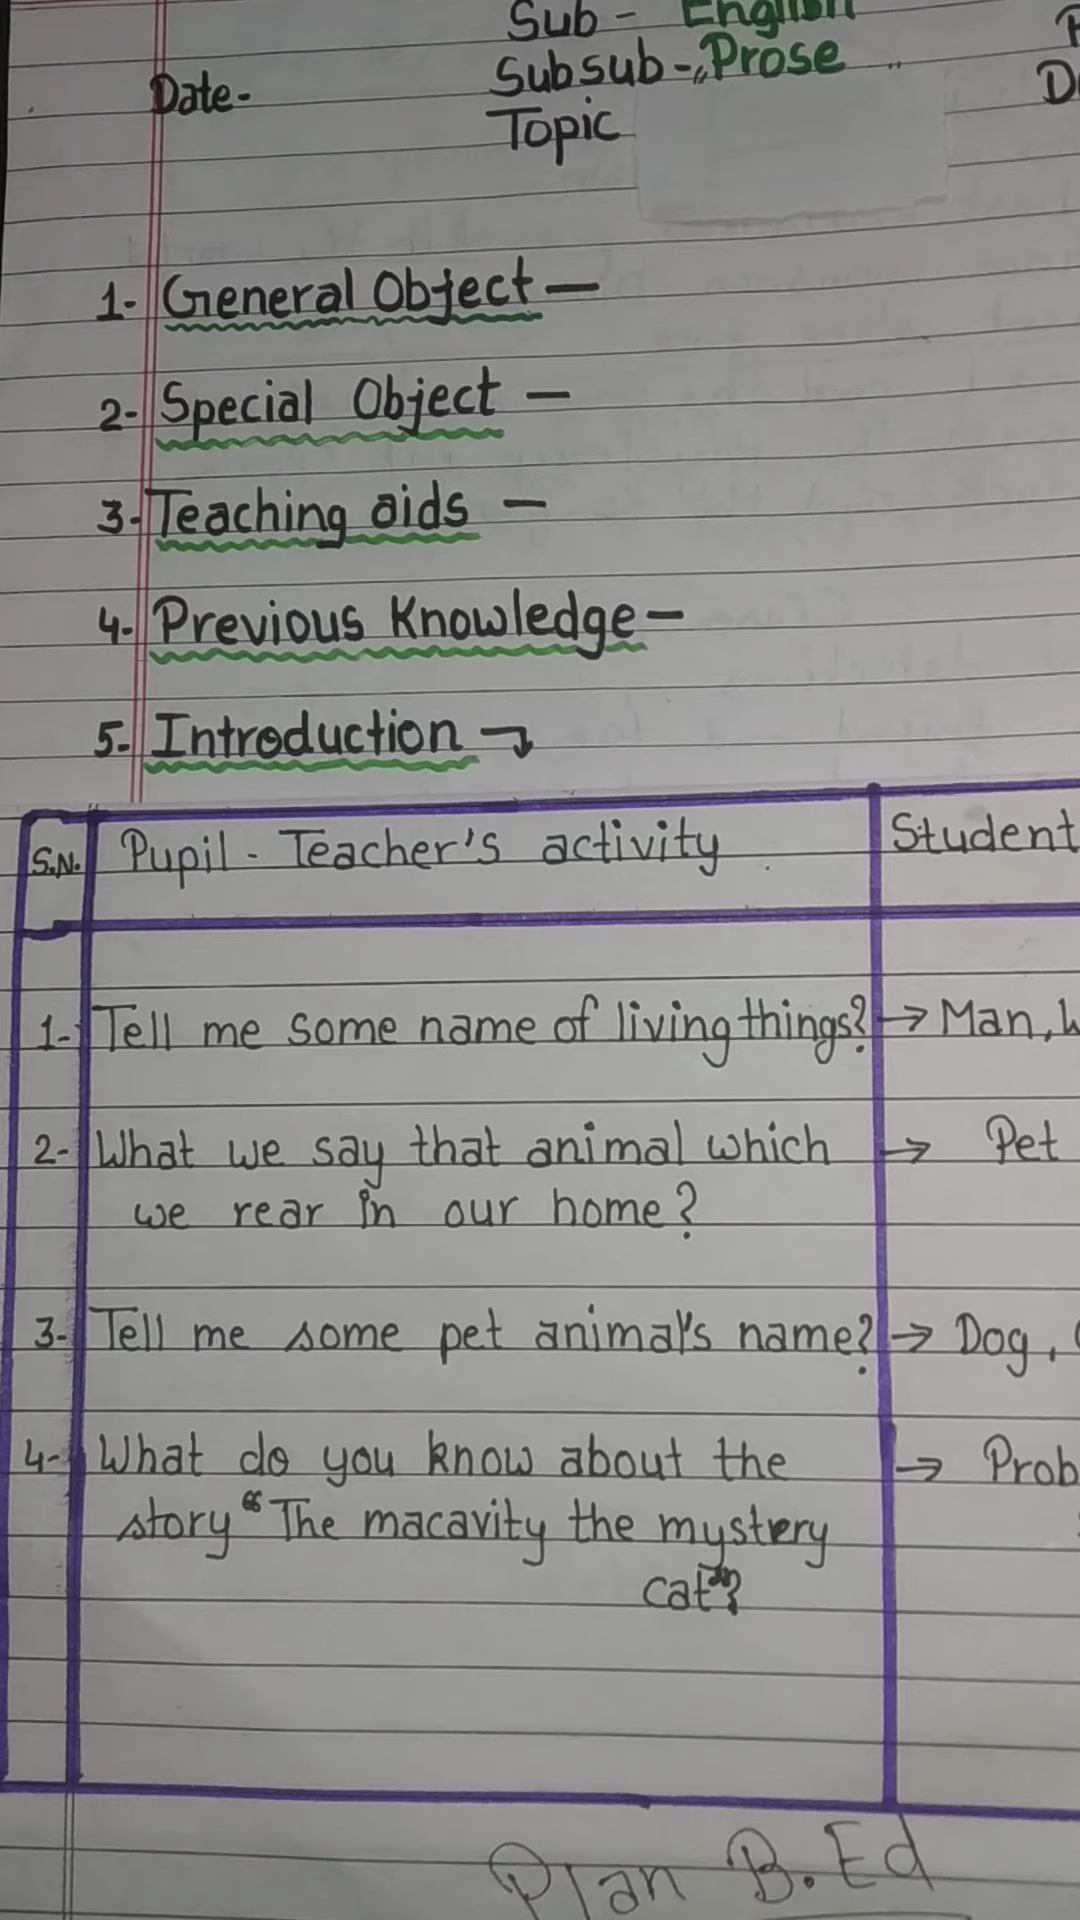 Sub - English
Date- Subsub-„Prose ..
Topic
1- General Object —
2- Special Object —
3- Teaching aids —
4- Previous Knowledge —
5- Introduction →
S.N. Pupil - Teacher's activity Student
1- Tell me some name of living things? → Man,
2- What we say that animal which → Pet
we rear in our home?
3- Tell me some pet animal's name? → Dog,
4- What do you know about the → Prob
story “The macavity the mystery
cat”?
Plan B.Ed